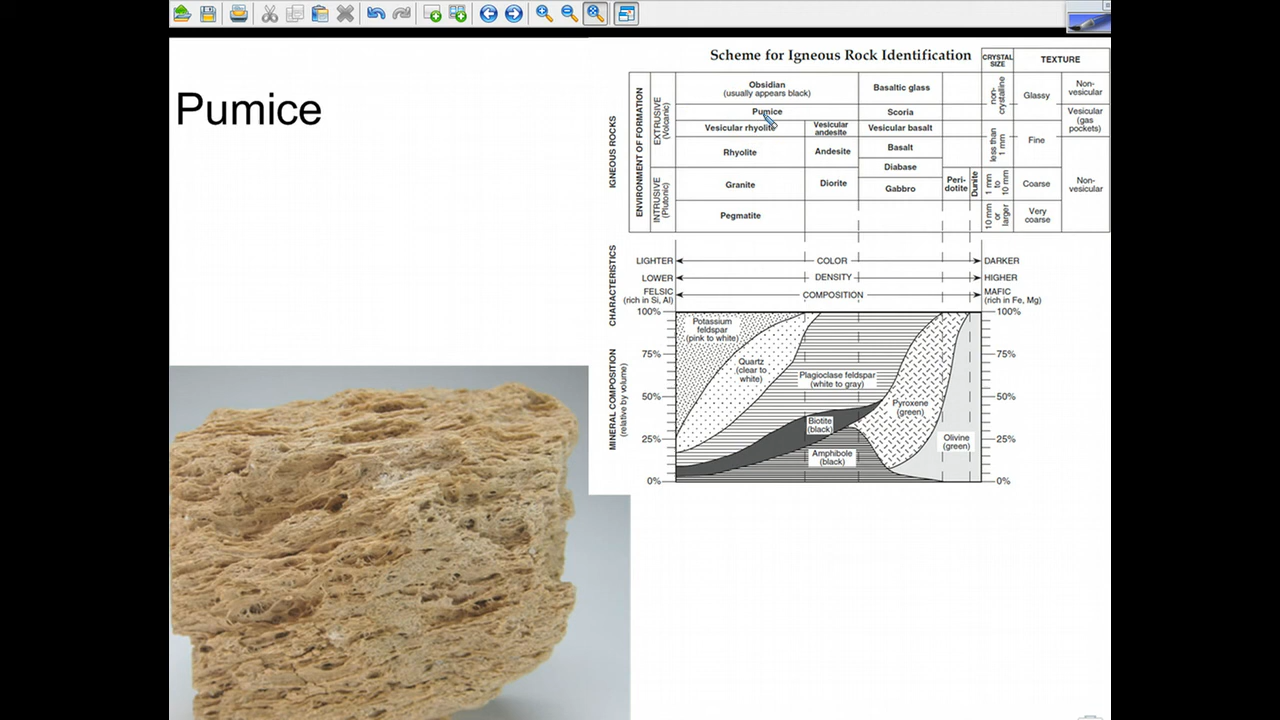 Pumice
Scheme for Igneous Rock Identification
CRYSTAL
SIZE
TEXTURE
IGNEOUS ROCKS
ENVIRONMENT OF FORMATION
EXTRUSIVE
(Volcanic)
INTRUSIVE
(Plutonic)
Obsidian
(usually appears black)
Basaltic glass
non-
crystalline
Glassy
Non-
vesicular
Pumice
Scoria
Vesicular
(gas
pockets)
Vesicular rhyolite
Vesicular
andesite
Vesicular basalt
less than
1 mm
Fine
Rhyolite
Andesite
Basalt
Diabase
Granite
Diorite
Gabbro
Peri-
dotite
Dunite
1 mm
to
10 mm
Coarse
Non-
vesicular
Pegmatite
10 mm
or
larger
Very
coarse
CHARACTERISTICS
LIGHTER
COLOR
DARKER
LOWER
DENSITY
HIGHER
FELSIC
(rich in Si, Al)
COMPOSITION
MAFIC
(rich in Fe, Mg)
MINERAL COMPOSITION
(relative by volume)
100%
75%
50%
25%
0%
Potassium
feldspar
(pink to white)
Quartz
(clear to
white)
Plagioclase feldspar
(white to gray)
Biotite
(black)
Amphibole
(black)
Pyroxene
(green)
Olivine
(green)
100%
75%
50%
25%
0%